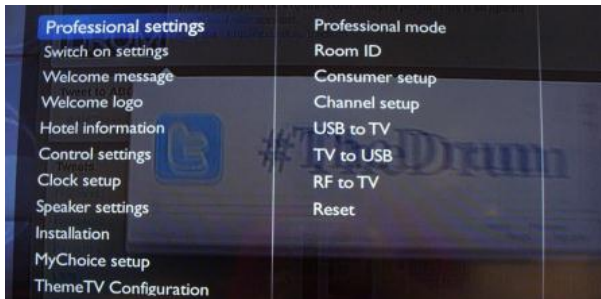 Professional settings
Switch on settings
Welcome message
Welcome logo
Hotel information
Control settings
Clock setup
Speaker settings
Installation
MyChoice setup
ThemeTV Configuration
Professional mode
Room ID
Consumer setup
Channel setup
USB to TV
TV to USB
RF to TV
Reset
Tweets
#TheDrum